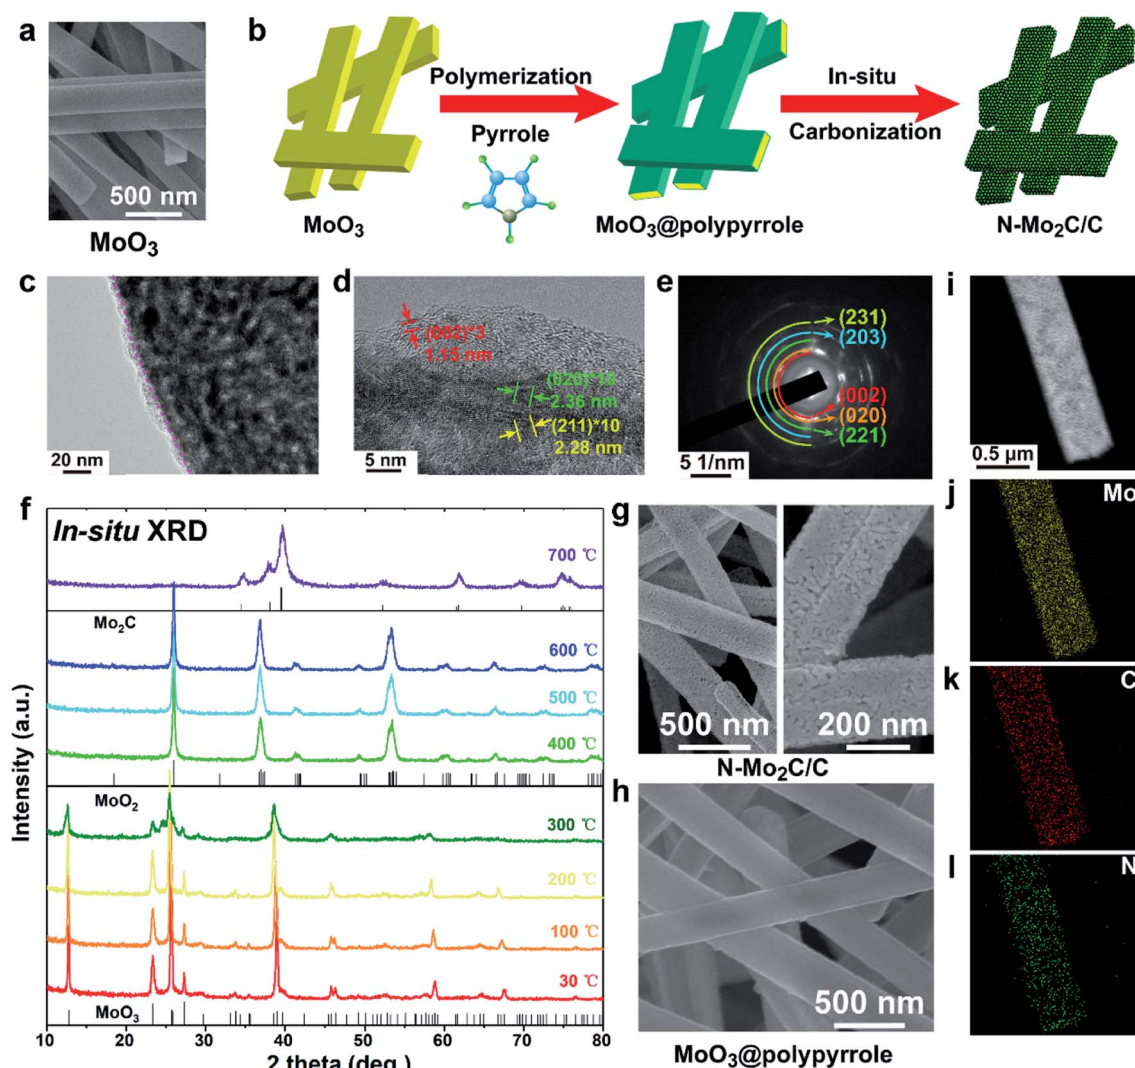 a
500 nm
MoO3
b
Polymerization
Pyrrole
In-situ
Carbonization
MoO3
MoO3@polypyrrole
N-Mo2C/C
c
20 nm
d
(002)*3
1.15 nm
(020)*10
2.36 nm
(211)*10
2.28 nm
5 nm
e
(231)
(203)
(002)
(020)
(221)
5 1/nm
i
0.5 µm
f
In-situ XRD
700 ℃
Mo2C
600 ℃
500 ℃
400 ℃
MoO2
300 ℃
200 ℃
100 ℃
30 ℃
MoO3
10 20 30 40 50 60 70 80
2 theta (deg.)
Intensity (a.u.)
g
500 nm
200 nm
N-Mo2C/C
h
500 nm
MoO3@polypyrrole
j
Mo
k
C
l
N